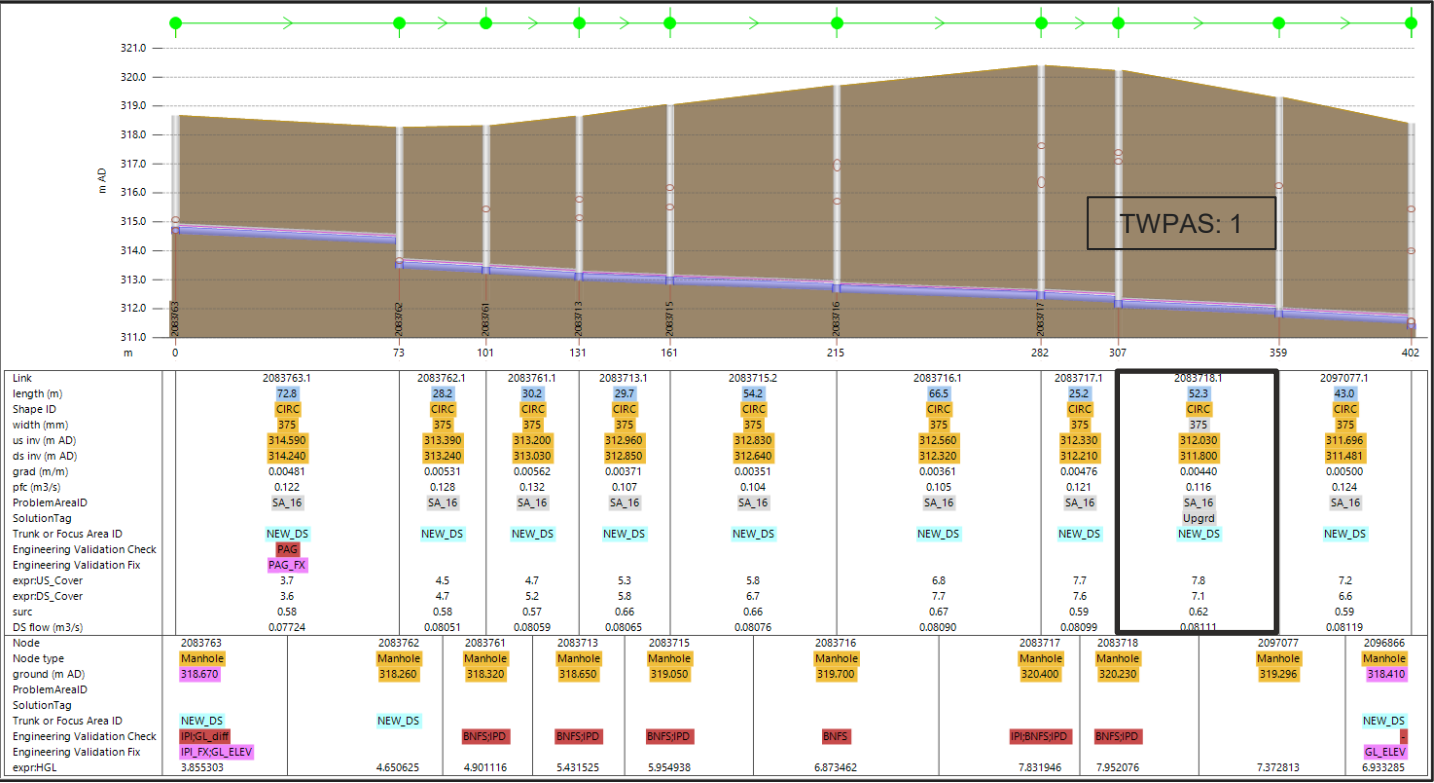 321.0
320.0
319.0
318.0
317.0
316.0
315.0
314.0
313.0
312.0
311.0
m AD
TWPAS: 1
2083763 2083762 2083761 2083713 2083715 2083716 2083717
m 0 73 101 131 161 215 282 307 359 402
Link 2083763.1 2083762.1 2083761.1 2083713.1 2083715.2 2083716.1 2083717.1 2083718.1 2097077.1
length (m) 72.8 28.2 30.2 29.7 54.2 66.5 25.2 52.3 43.0
Shape ID CIRC CIRC CIRC CIRC CIRC CIRC CIRC CIRC CIRC
width (mm) 375 375 375 375 375 375 375 375 375
us inv (m AD) 314.590 313.390 313.200 312.960 312.830 312.560 312.330 312.030 311.696
ds inv (m AD) 314.240 313.240 313.030 312.850 312.640 312.320 312.210 311.800 311.481
grad (m/m) 0.00481 0.00531 0.00562 0.00371 0.00351 0.00361 0.00476 0.00440 0.00500
pfc (m3/s) 0.122 0.128 0.132 0.107 0.104 0.105 0.121 0.116 0.124
ProblemAreaID SA_16 SA_16 SA_16 SA_16 SA_16 SA_16 SA_16 SA_16 SA_16
SolutionTag Upgrd
Trunk or Focus Area ID NEW_DS NEW_DS NEW_DS NEW_DS NEW_DS NEW_DS NEW_DS NEW_DS NEW_DS
Engineering Validation Check PAG
Engineering Validation Fix PAG_FX
expr:US_Cover 3.7 4.5 4.7 5.3 5.8 6.8 7.7 7.8 7.2
expr:DS_Cover 3.6 4.7 5.2 5.8 6.7 7.7 7.6 7.1 6.6
surc 0.58 0.58 0.57 0.66 0.66 0.67 0.59 0.62 0.59
DS flow (m3/s) 0.07724 0.08051 0.08059 0.08065 0.08076 0.08090 0.08099 0.08111 0.08119
Node 2083763 2083762 2083761 2083713 2083715 2083716 2083717 2083718 2097077 2096866
Node type Manhole Manhole Manhole Manhole Manhole Manhole Manhole Manhole Manhole Manhole
ground (m AD) 318.670 318.260 318.320 318.650 319.050 319.700 320.400 320.230 319.296 318.410
ProblemAreaID
SolutionTag
Trunk or Focus Area ID NEW_DS NEW_DS NEW_DS
Engineering Validation Check IPI;GL_diff BNFS;IPD BNFS;IPD BNFS;IPD BNFS IPI;BNFS;IPD BNFS;IPD -
Engineering Validation Fix IPI_FX;GL_ELEV GL_ELEV
expr:HGL 3.855303 4.650625 4.901116 5.431525 5.954938 6.873462 7.831946 7.952076 7.372813 6.933285